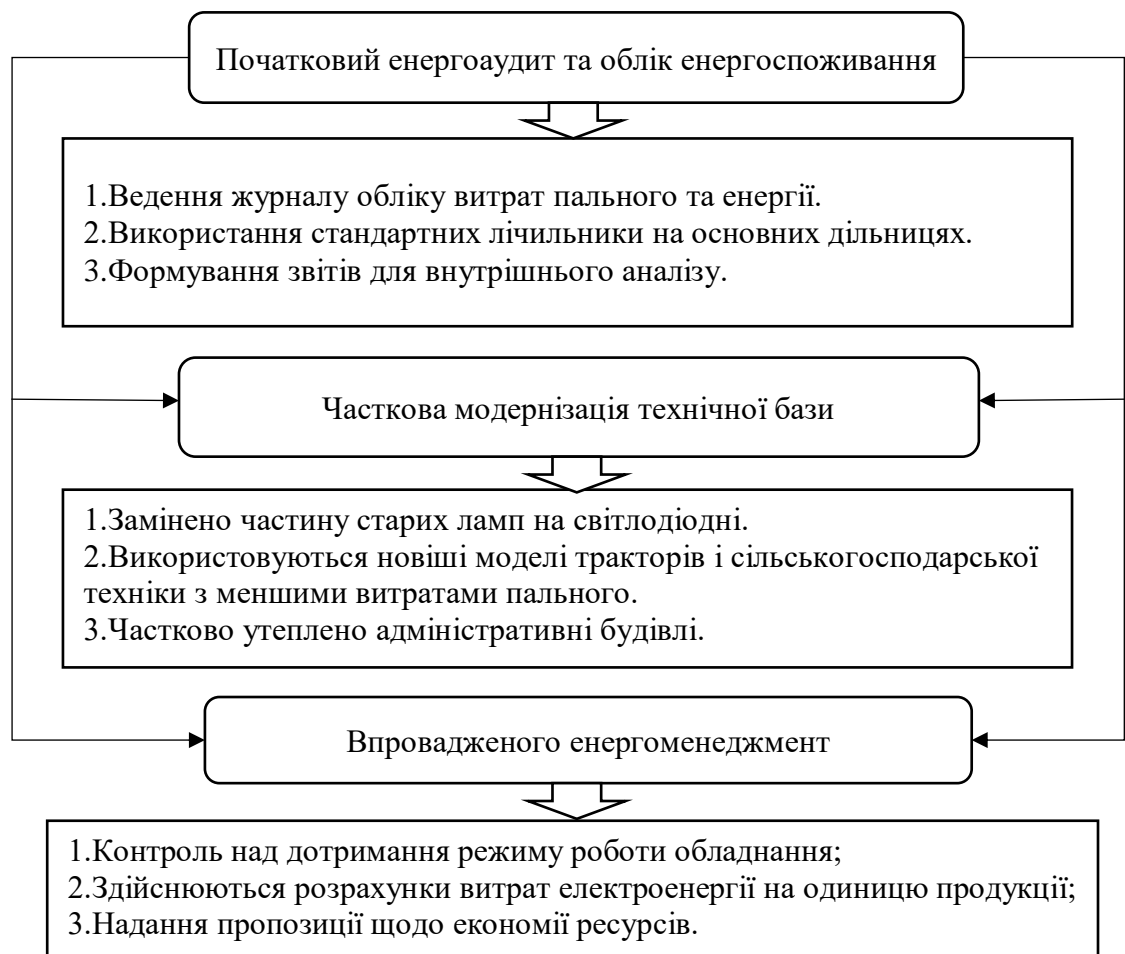 Початковий енергоаудит та облік енергоспоживання
1.Ведення журналу обліку витрат пального та енергії.
2.Використання стандартних лічильники на основних дільницях.
3.Формування звітів для внутрішнього аналізу.
Часткова модернізація технічної бази
1.Замінено частину старих ламп на світлодіодні.
2.Використовуються новіші моделі тракторів і сільськогосподарської
техніки з меншими витратами пального.
3.Частково утеплено адміністративні будівлі.
Впровадженого енергоменеджмент
1.Контроль над дотримання режиму роботи обладнання;
2.Здійснюються розрахунки витрат електроенергії на одиницю продукції;
3.Надання пропозиції щодо економії ресурсів.